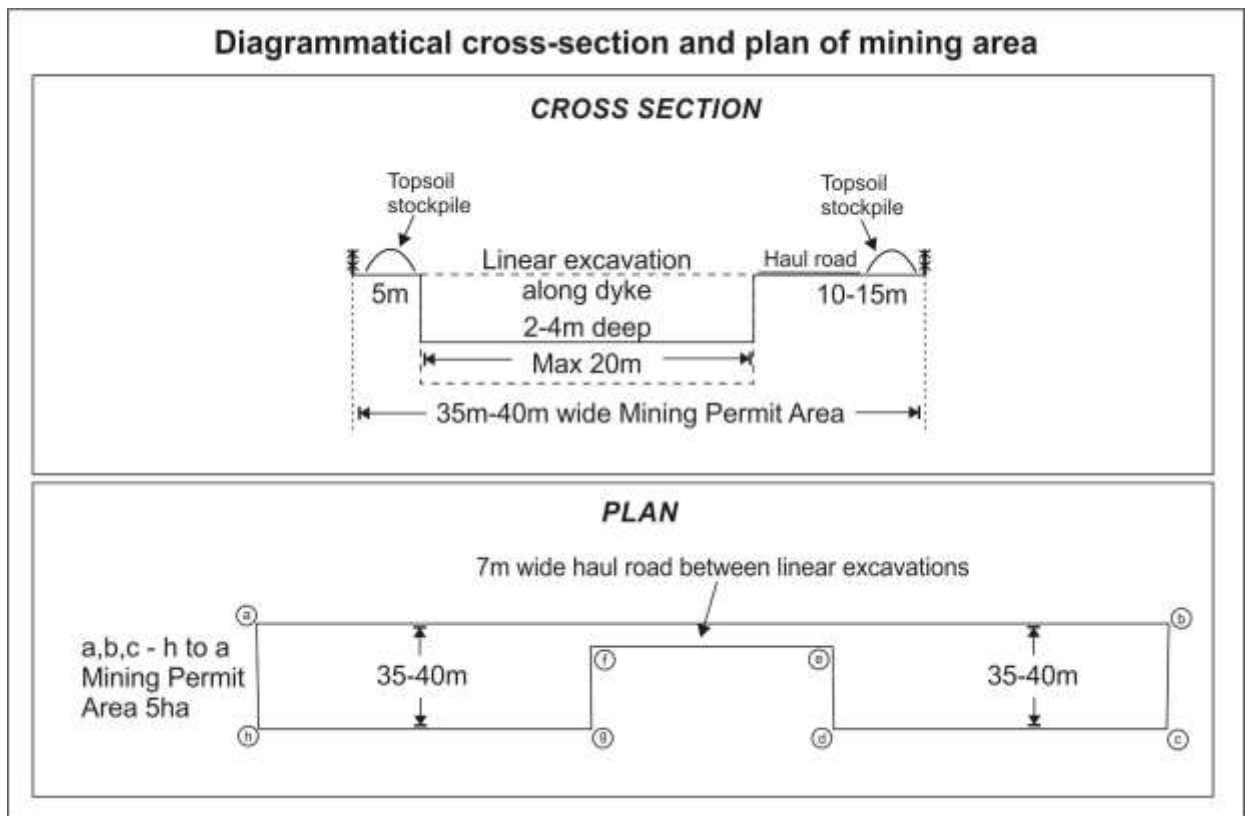 Diagrammatical cross-section and plan of mining area
CROSS SECTION
Topsoil
stockpile
Topsoil
stockpile
Linear excavation
along dyke
2-4m deep
Max 20m
Haul road
5m
10-15m
35m-40m wide Mining Permit Area
PLAN
7m wide haul road between linear excavations
a
b
a,b,c - h to a
Mining Permit
Area 5ha
35-40m
f
e
35-40m
h
g
d
c